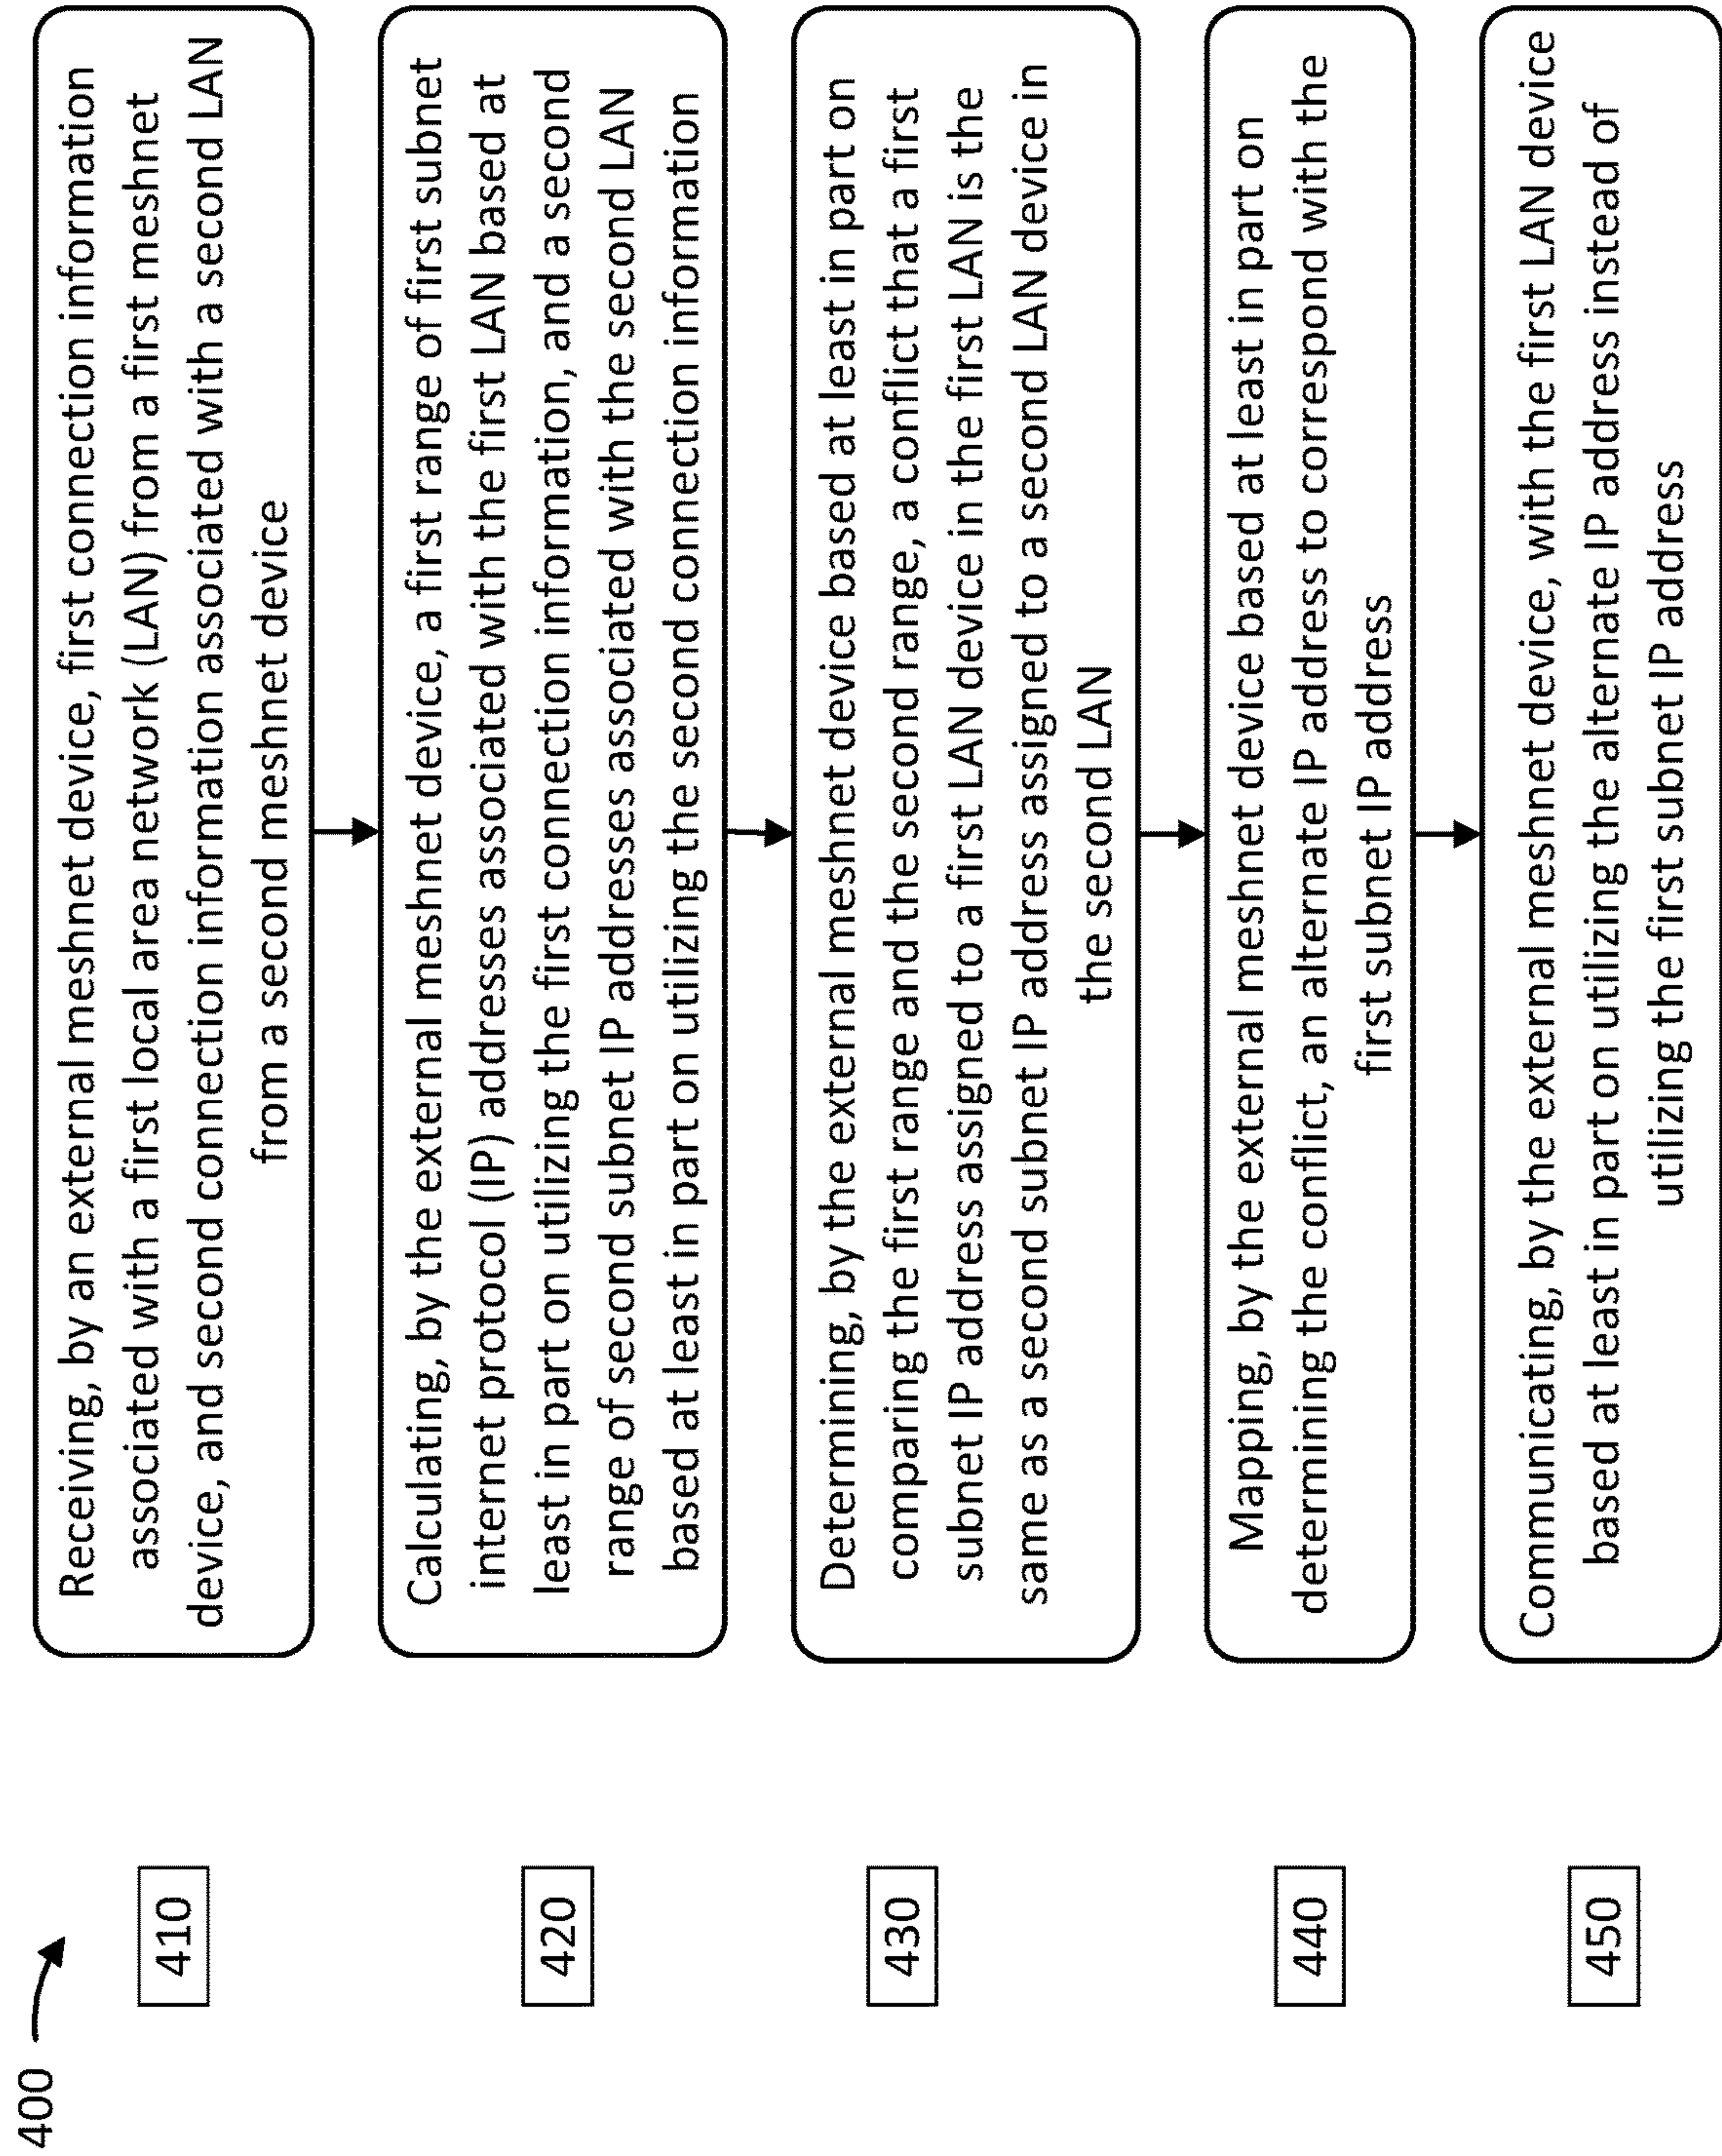 400
410
Receiving, by an external meshnet device, first connection information
associated with a first local area network (LAN) from a first meshnet
device, and second connection information associated with a second LAN
from a second meshnet device
420
Calculating, by the external meshnet device, a first range of first subnet
internet protocol (IP) addresses associated with the first LAN based at
least in part on utilizing the first connection information, and a second
range of second subnet IP addresses associated with the second LAN
based at least in part on utilizing the second connection information
430
Determining, by the external meshnet device based at least in part on
comparing the first range and the second range, a conflict that a first
subnet IP address assigned to a first LAN device in the first LAN is the
same as a second subnet IP address assigned to a second LAN device in
the second LAN
440
Mapping, by the external meshnet device based at least in part on
determining the conflict, an alternate IP address to correspond with the
first subnet IP address
450
Communicating, by the external meshnet device, with the first LAN device
based at least in part on utilizing the alternate IP address instead of
utilizing the first subnet IP address